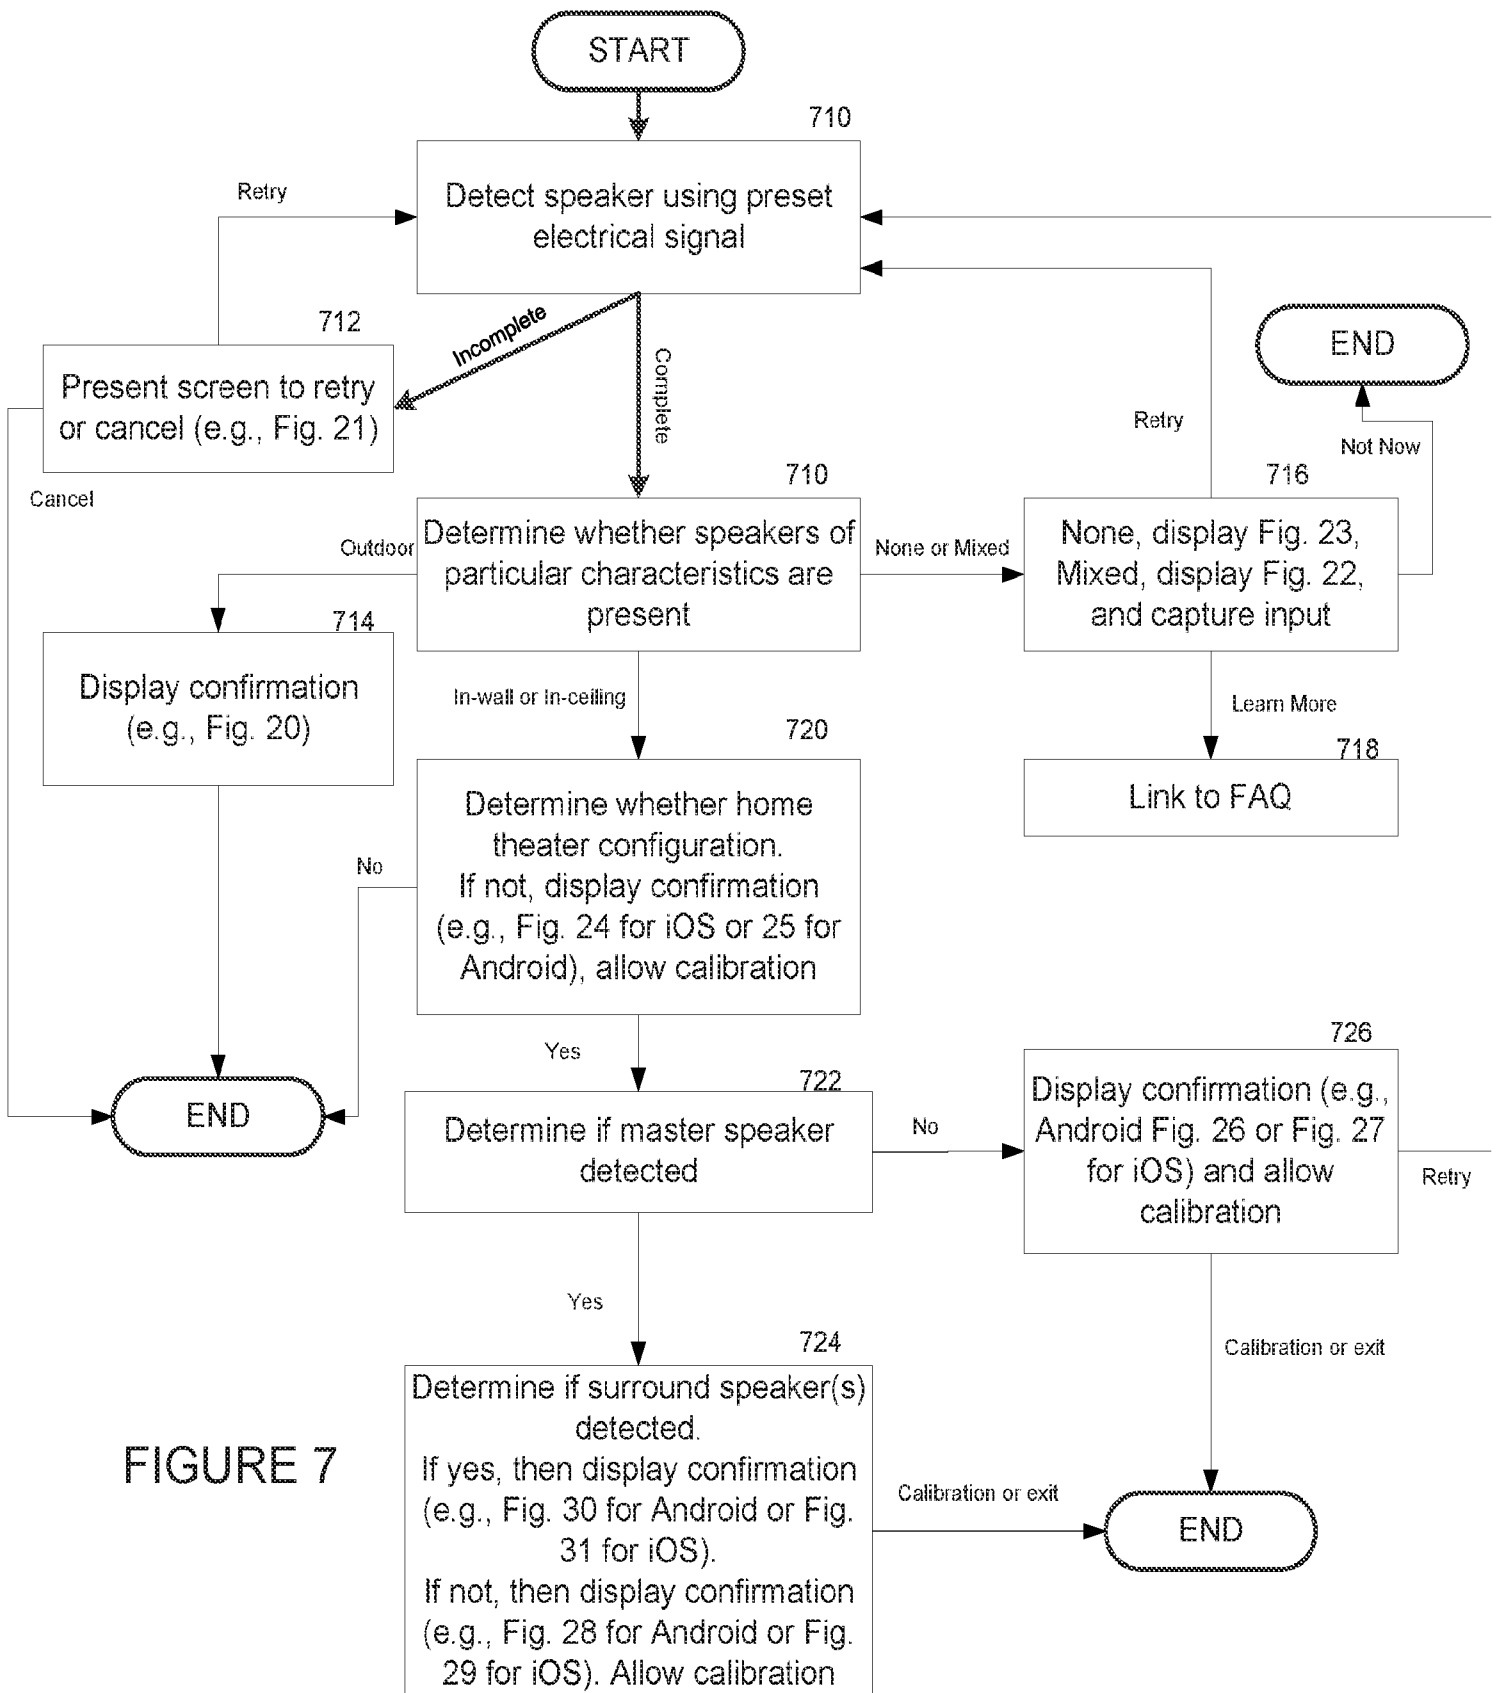 START
710
Detect speaker using preset
electrical signal
Retry
712
Present screen to retry
or cancel (e.g., Fig. 21)
Incomplete
Complete
Cancel
END
Retry
Not Now
710
Determine whether speakers of
particular characteristics are
present
Outdoor
None or Mixed
716
None, display Fig. 23,
Mixed, display Fig. 22,
and capture input
714
Display confirmation
(e.g., Fig. 20)
In-wall or In-ceiling
Learn More
718
Link to FAQ
720
Determine whether home
theater configuration.
If not, display confirmation
(e.g., Fig. 24 for iOS or 25 for
Android), allow calibration
No
Yes
END
722
Determine if master speaker
detected
No
726
Display confirmation (e.g.,
Android Fig. 26 or Fig. 27
for iOS) and allow
calibration
Retry
Yes
Calibration or exit
724
Determine if surround speaker(s)
detected.
If yes, then display confirmation
(e.g., Fig. 30 for Android or Fig.
31 for iOS).
If not, then display confirmation
(e.g., Fig. 28 for Android or Fig.
29 for iOS). Allow calibration
Calibration or exit
END
FIGURE 7